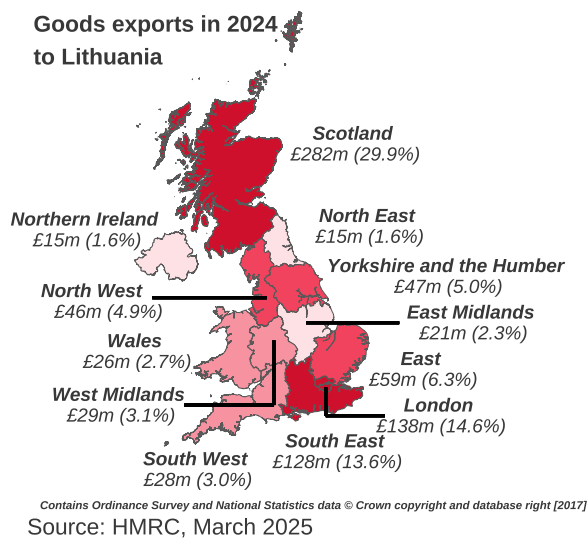 Goods exports in 2024
to Lithuania
Scotland
£282m (29.9%)
Northern Ireland
£15m (1.6%)
North East
£15m (1.6%)
Yorkshire and the Humber
£47m (5.0%)
North West
£46m (4.9%)
East Midlands
£21m (2.3%)
Wales
£26m (2.7%)
East
£59m (6.3%)
West Midlands
£29m (3.1%)
London
£138m (14.6%)
South East
£128m (13.6%)
South West
£28m (3.0%)
Contains Ordinance Survey and National Statistics data © Crown copyright and database right [2017]
Source: HMRC, March 2025